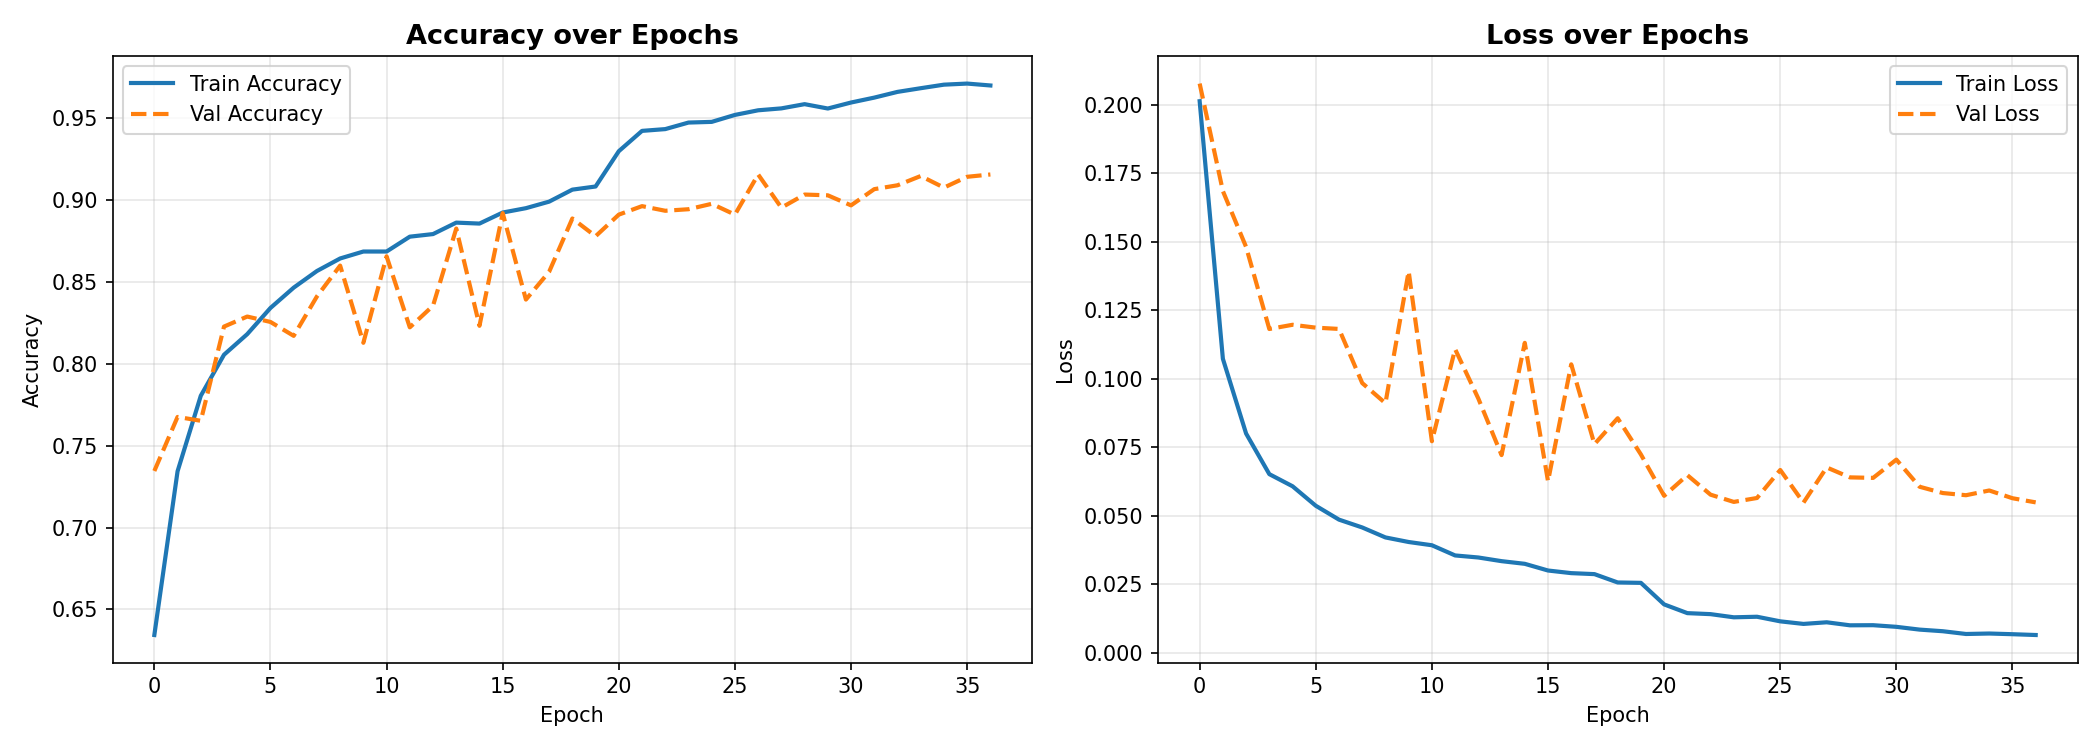 Accuracy over Epochs
Train Accuracy
Val Accuracy
Accuracy
0.95
0.90
0.85
0.80
0.75
0.70
0.65
0 5 10 15 20 25 30 35
Epoch
Loss over Epochs
Train Loss
Val Loss
Loss
0.200
0.175
0.150
0.125
0.100
0.075
0.050
0.025
0.000
0 5 10 15 20 25 30 35
Epoch